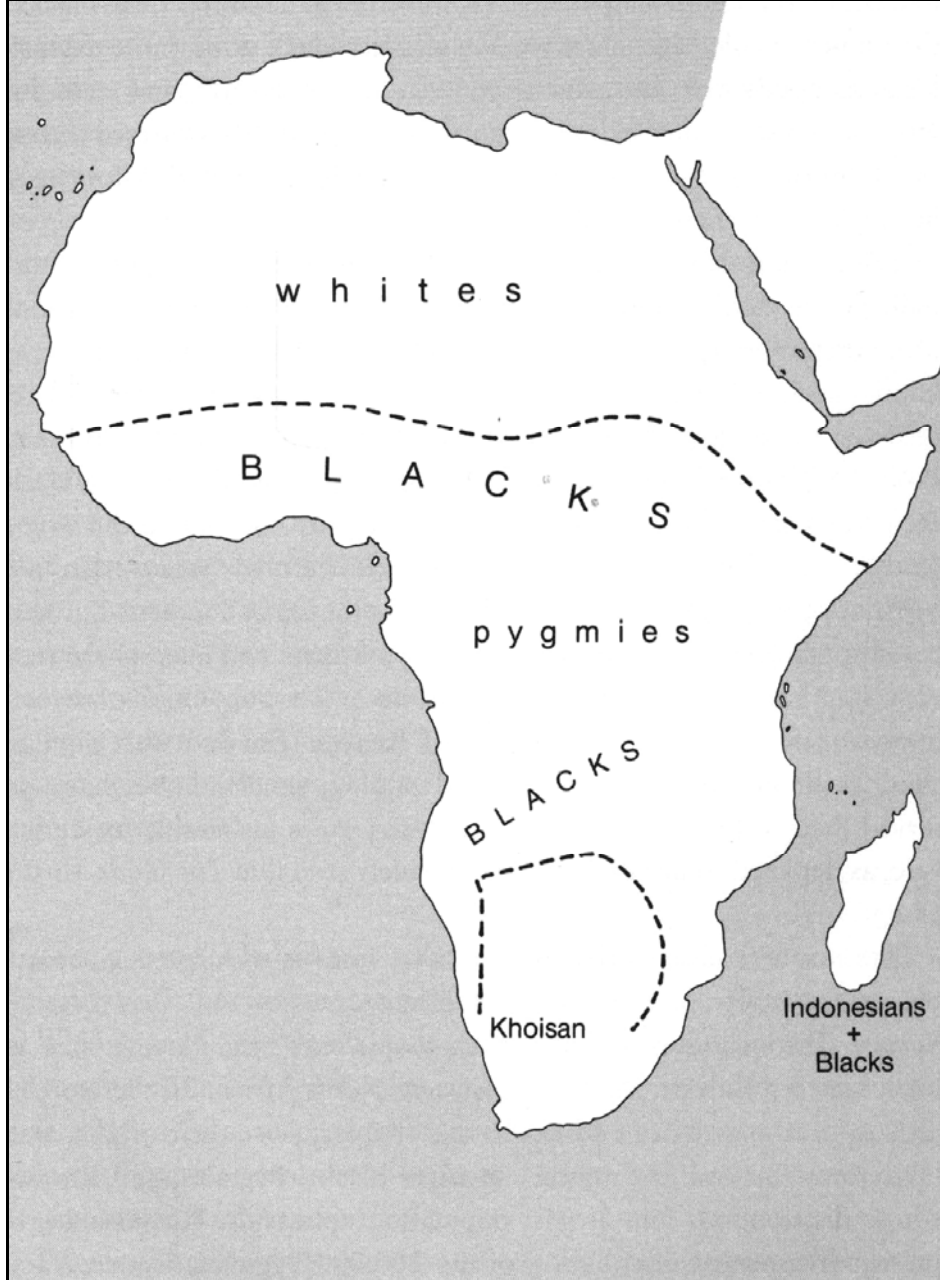 whites
BLACKS
pygmies
BLACKS
Khoisan
Indonesians
+
Blacks